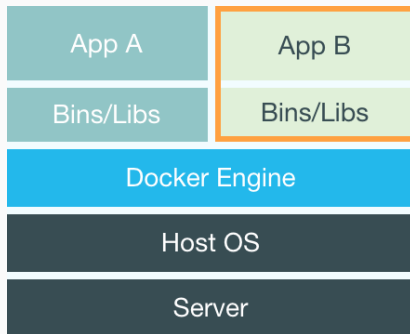 App A
App B
Bins/Libs
Bins/Libs
Docker Engine
Host OS
Server